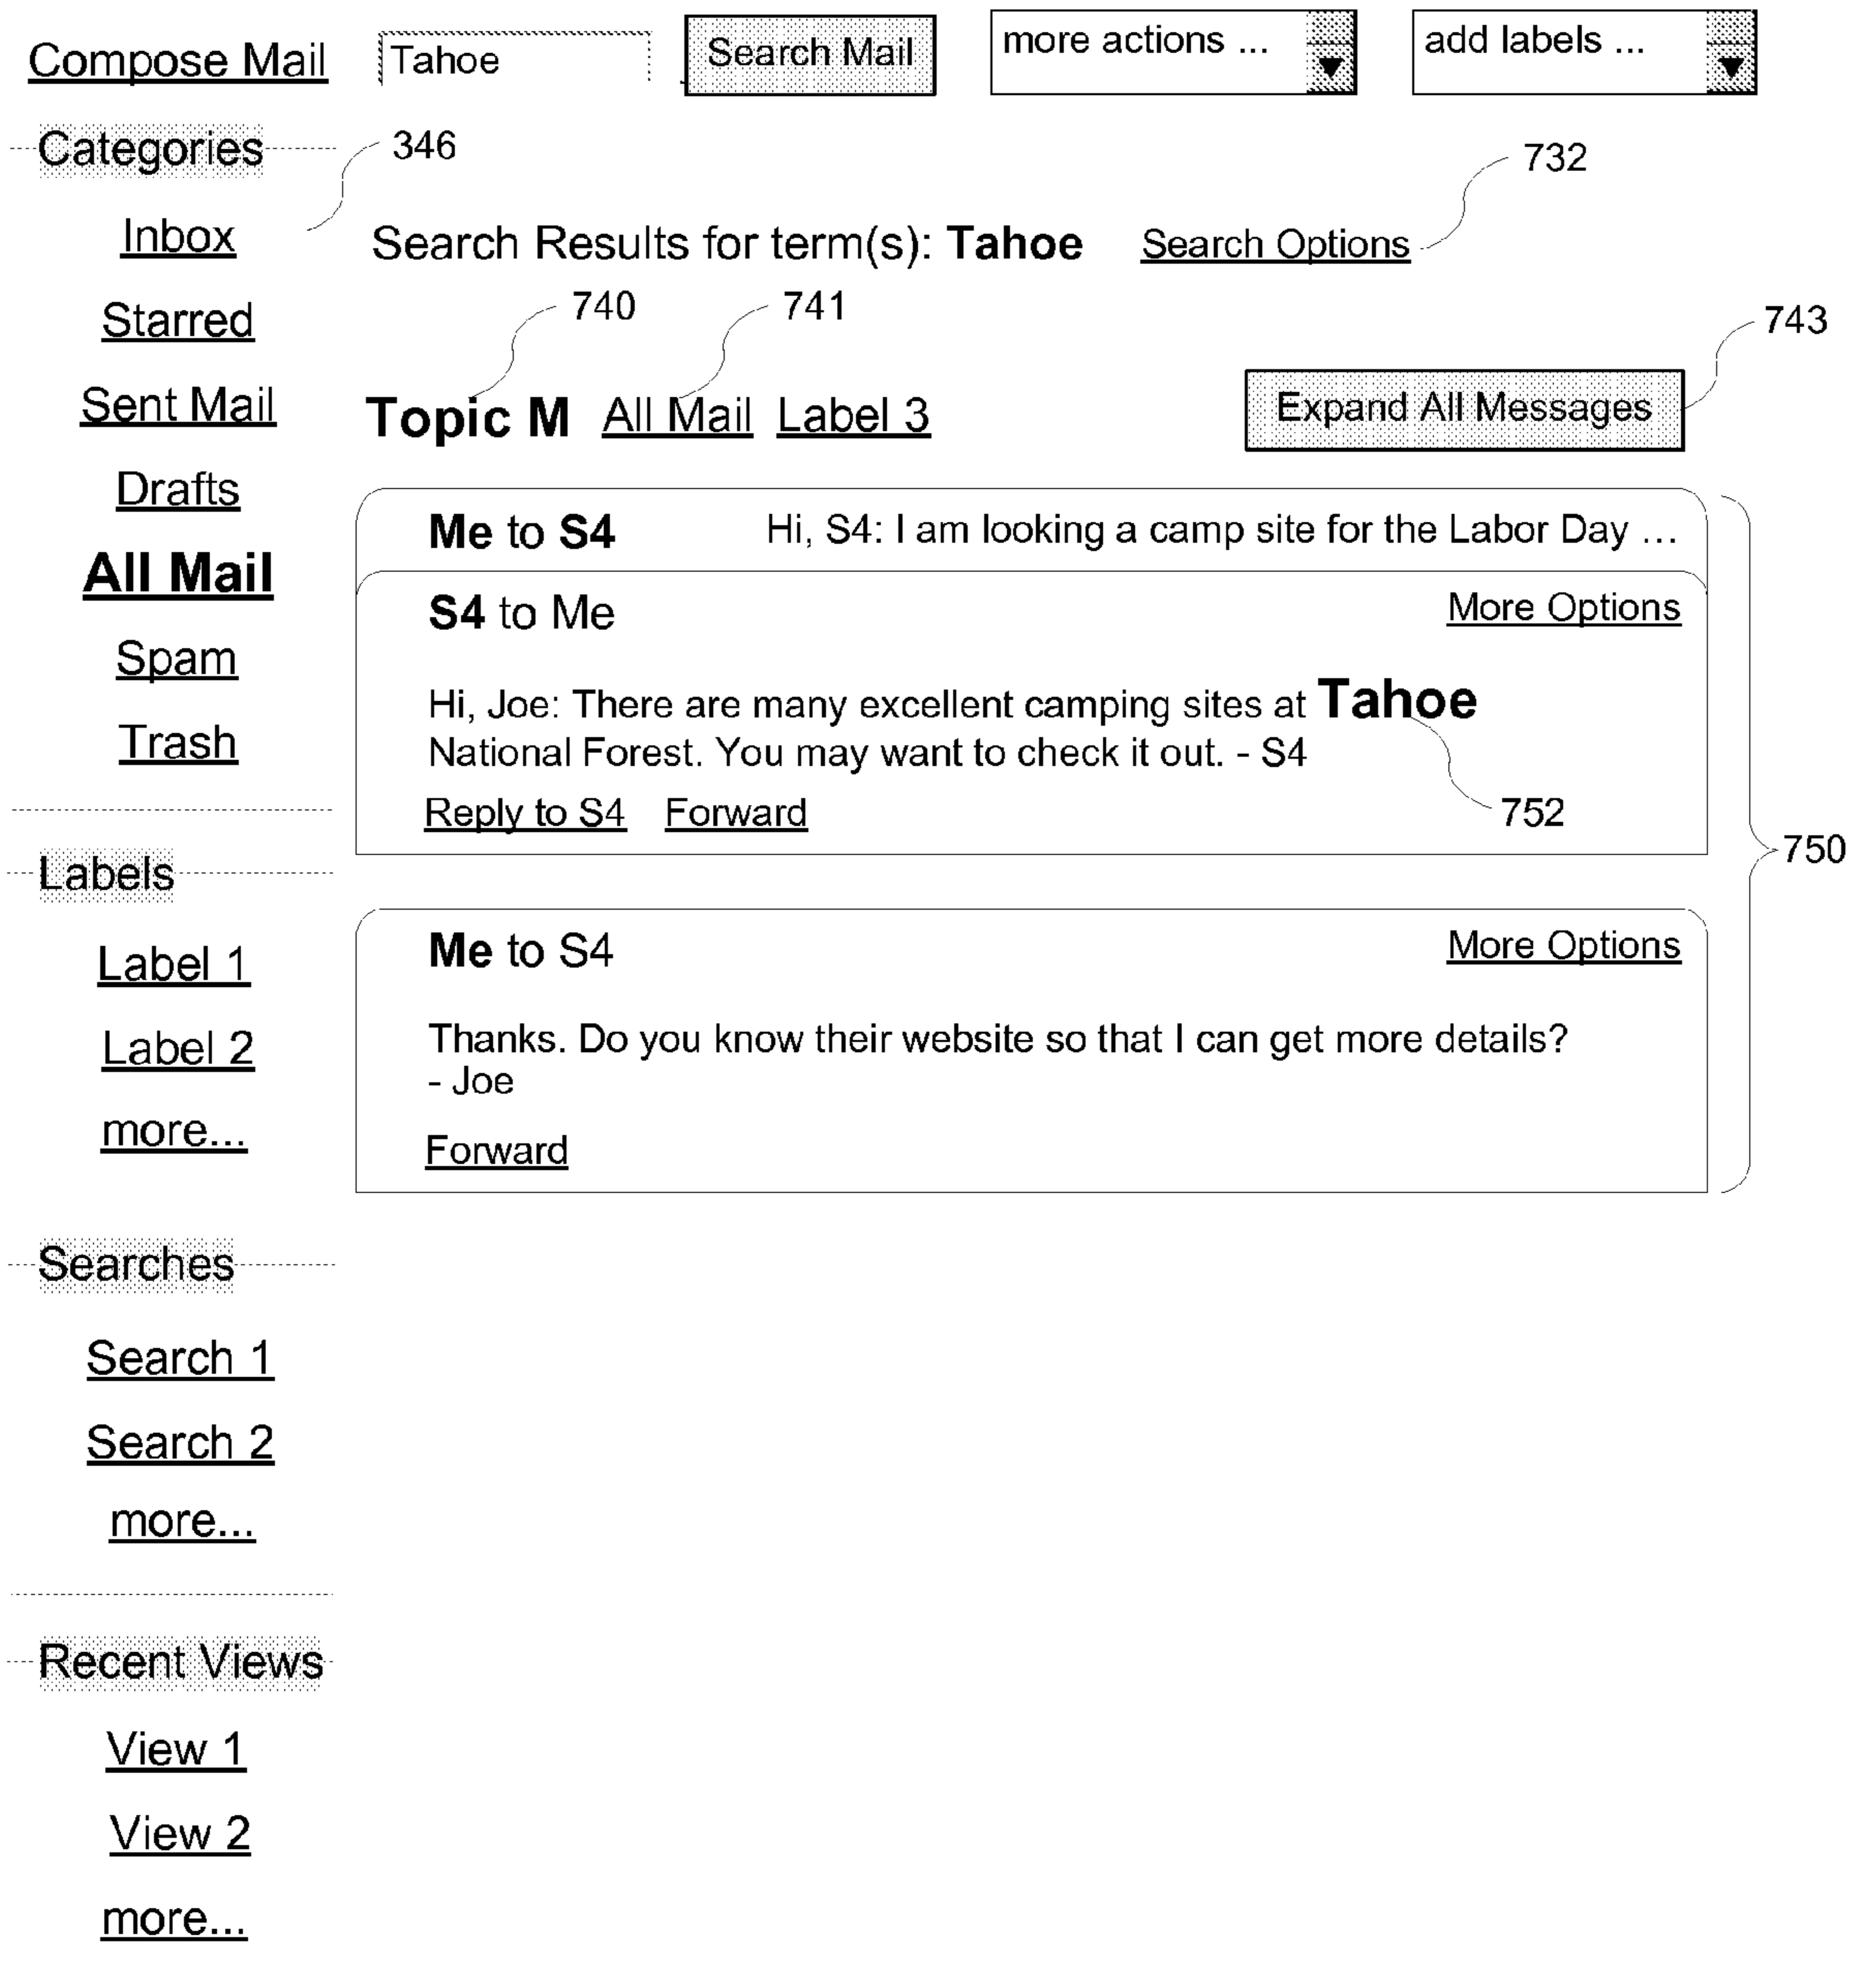 Compose Mail Tahoe Search Mail more actions ... add labels ...
Categories 346
732
Inbox Search Results for term(s): Tahoe Search Options
740 741
Starred 743
Sent Mail Topic M All Mail Label 3 Expand All Messages
Drafts
Me to S4 Hi, S4: I am looking a camp site for the Labor Day ...
All Mail
S4 to Me More Options
Spam
Hi, Joe: There are many excellent camping sites at Tahoe
Trash National Forest. You may want to check it out. - S4
Reply to S4 Forward 752
750
Labels
Me to S4 More Options
Label 1
Label 2 Thanks. Do you know their website so that I can get more details?
- Joe
more...
Forward
Searches
Search 1
Search 2
more...
Recent Views
View 1
View 2
more...